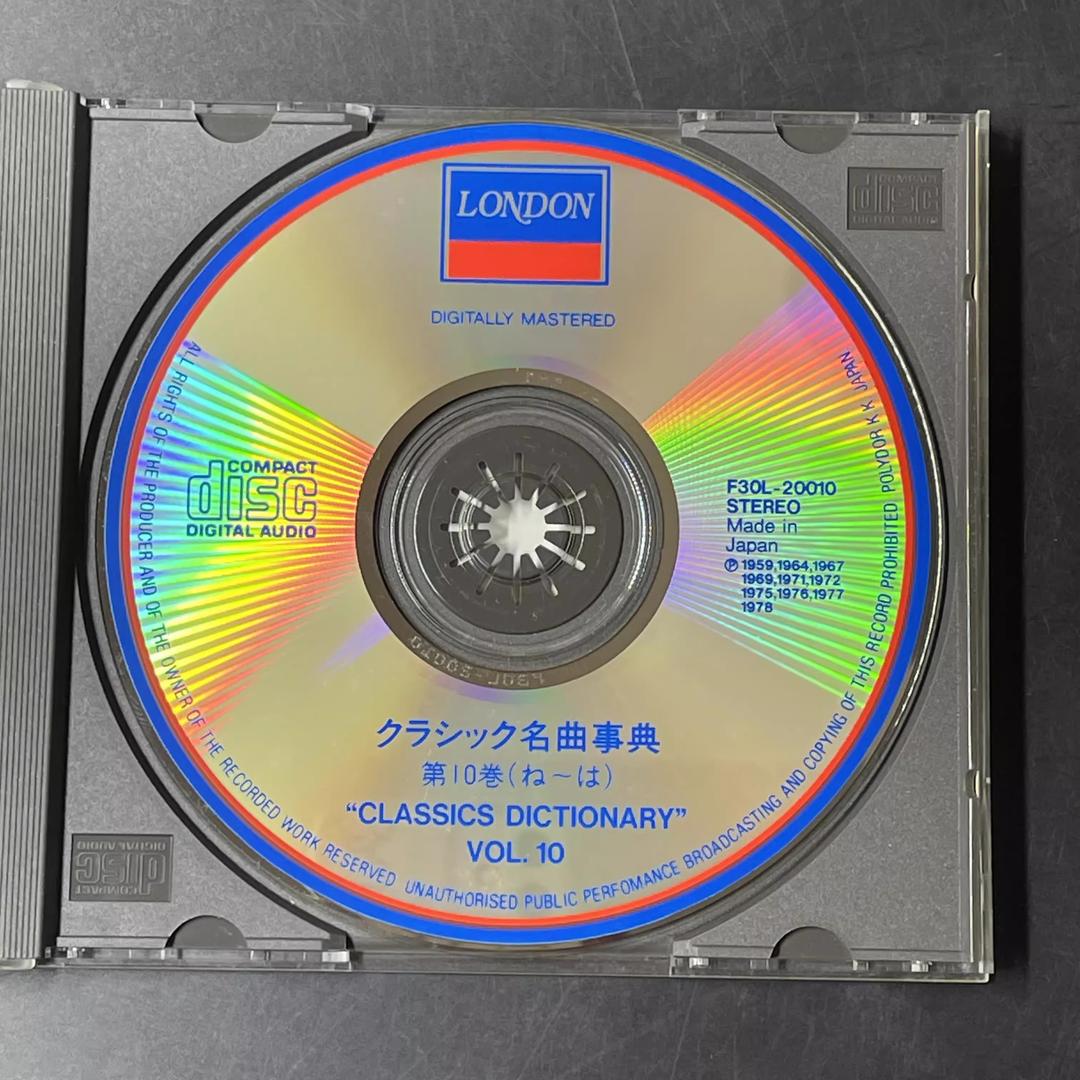 LONDON
DIGITALLY MASTERED
COMPACT
disc
DIGITAL AUDIO
F30L-20010
STEREO
Made in
Japan
℗ 1959,1964,1967
1969,1971,1972
1975,1976,1977
1978
クラシック名曲事典
第10巻(ね〜は)
“CLASSICS DICTIONARY”
VOL. 10
ALL RIGHTS OF THE PRODUCER AND OF THE OWNER OF THE RECORDED WORK RESERVED UNAUTHORISED PUBLIC PERFOMANCE BROADCASTING AND COPYING OF THIS RECORD PROHIBITED POLYDOR K.K. JAPAN
COMPACT
disc
DIGITAL AUDIO
COMPACT
disc
DIGITAL AUDIO